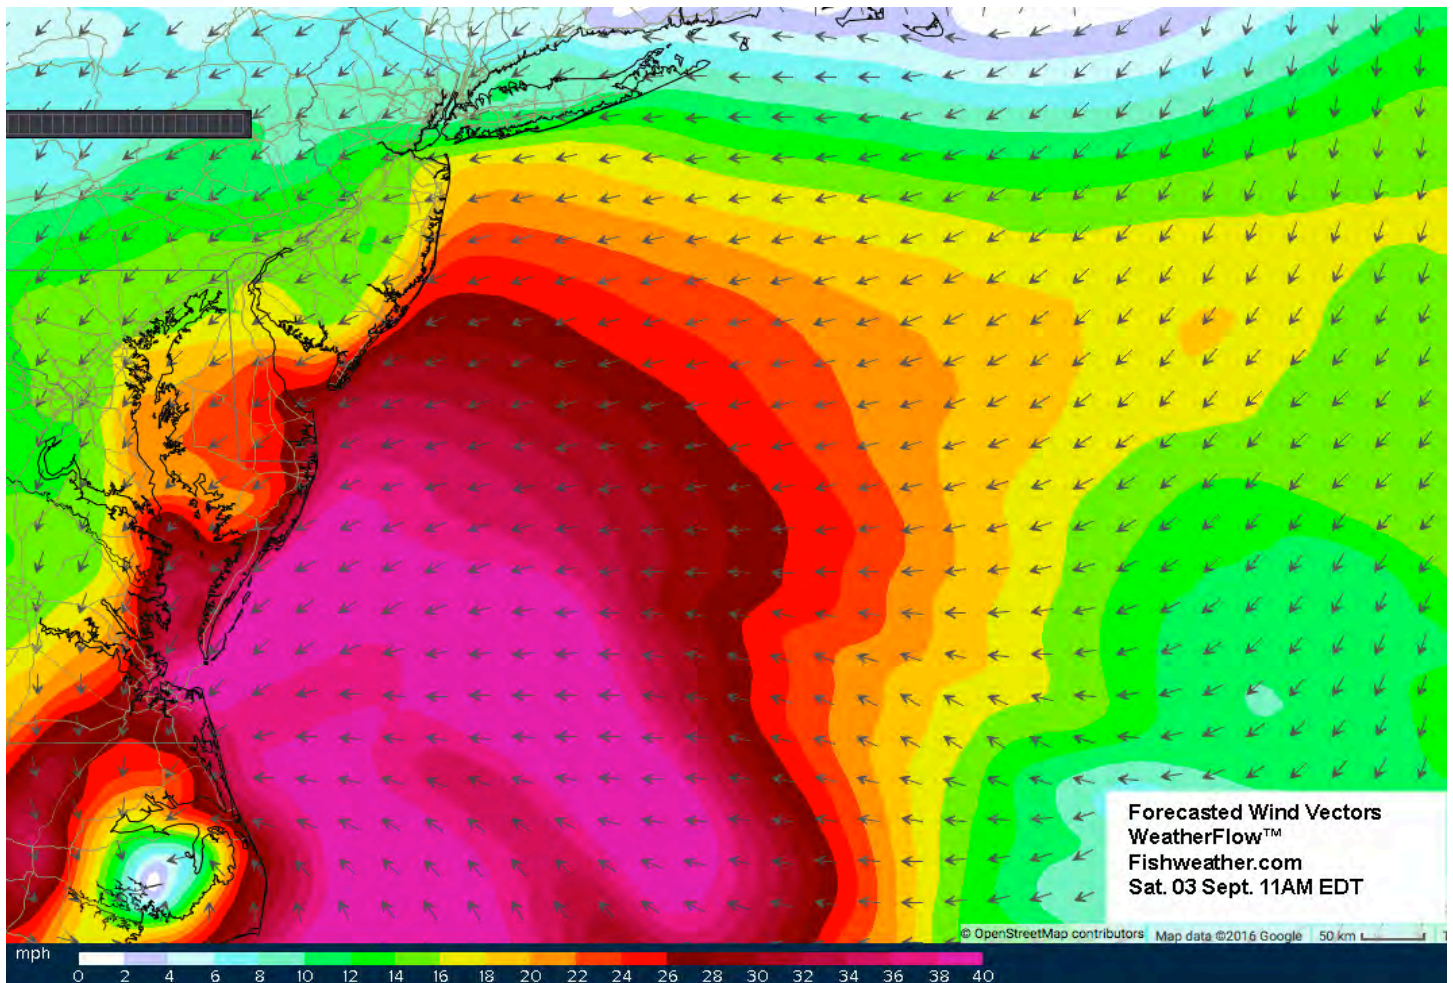 Forecasted Wind Vectors
WeatherFlow™
Fishweather.com
Sat. 03 Sept. 11AM EDT
© OpenStreetMap contributors
Map data ©2016 Google
50 km
T
mph
0 2 4 6 8 10 12 14 16 18 20 22 24 26 28 30 32 34 36 38 40